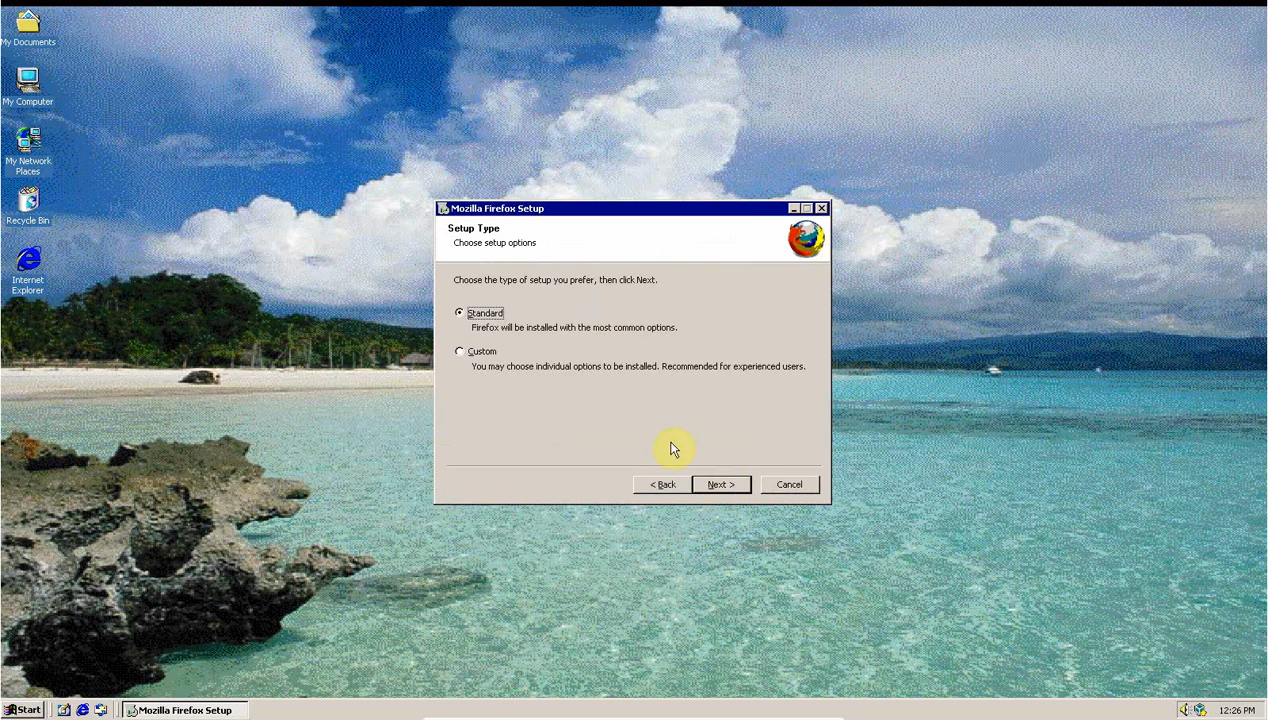 My Documents
My Computer
My Network
Places
Recycle Bin
Internet
Explorer
Mozilla Firefox Setup
Setup Type
Choose setup options
Choose the type of setup you prefer, then click Next.
Standard
Firefox will be installed with the most common options.
Custom
You may choose individual options to be installed. Recommended for experienced users.
< Back
Next >
Cancel
Start
Mozilla Firefox Setup
12:26 PM